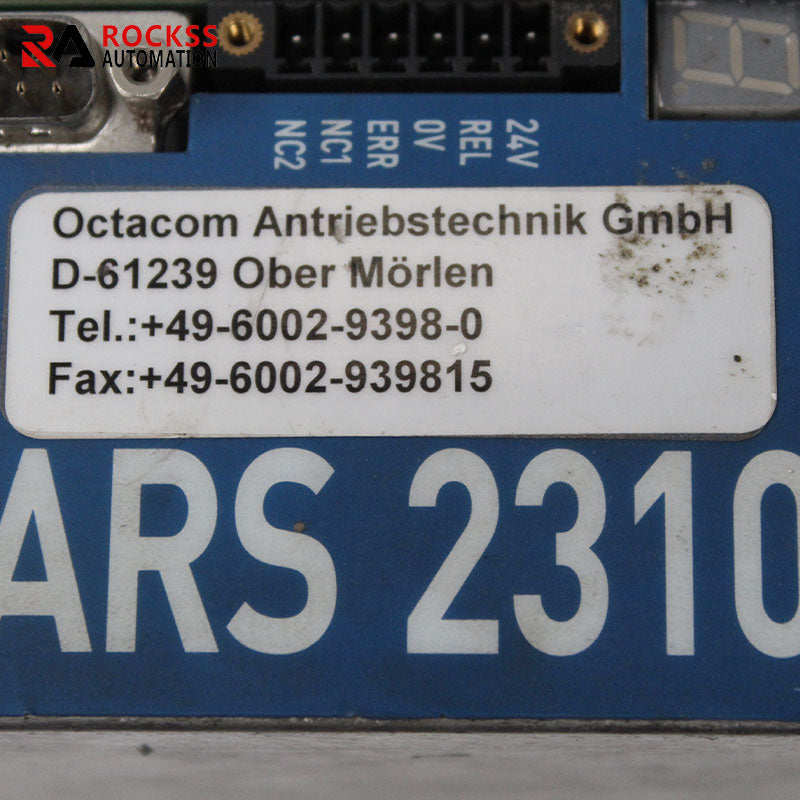 ROCKSS
AUTOMATION
NC2
NC1
ERR
0V
REL
24V
Octacom Antriebstechnik GmbH
D-61239 Ober Mörlen
Tel.:+49-6002-9398-0
Fax:+49-6002-939815
ARS 2310